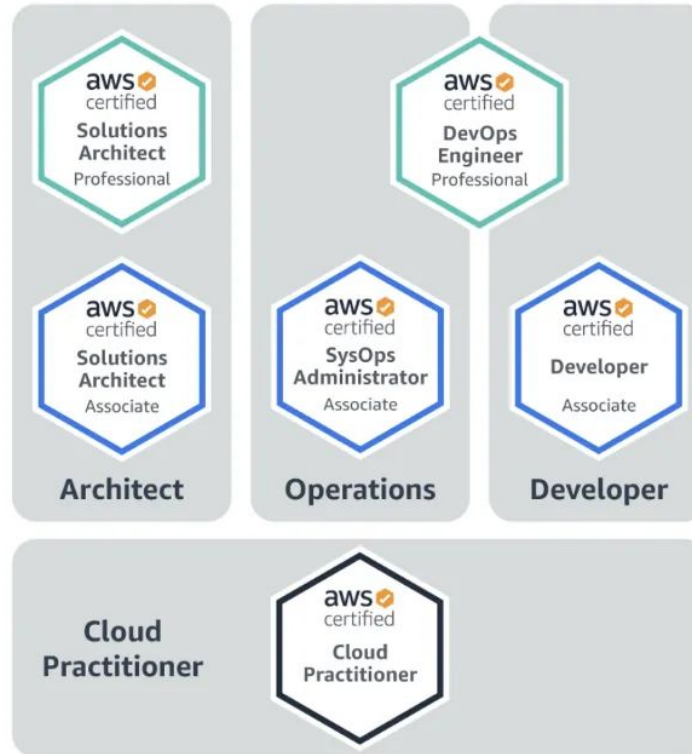 aws
certified
Solutions
Architect
Professional
aws
certified
DevOps
Engineer
Professional
aws
certified
Solutions
Architect
Associate
aws
certified
SysOps
Administrator
Associate
aws
certified
Developer
Associate
Architect
Operations
Developer
Cloud
Practitioner
aws
certified
Cloud
Practitioner